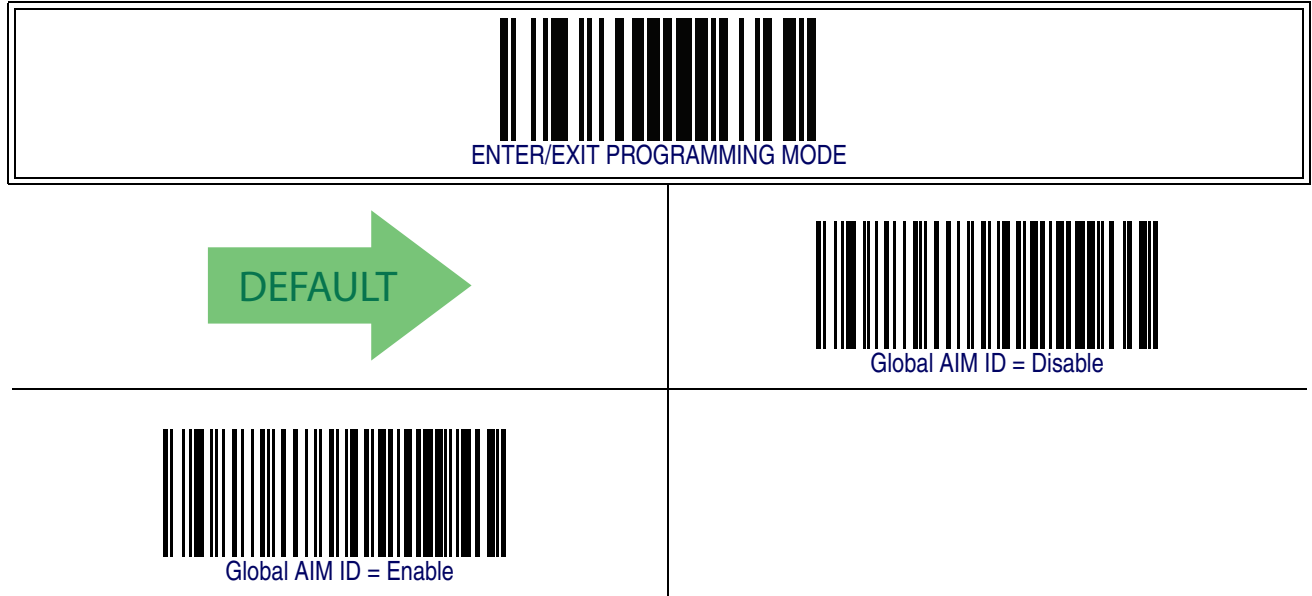 ENTER/EXIT PROGRAMMING MODE
DEFAULT
Global AIM ID = Disable
Global AIM ID = Enable